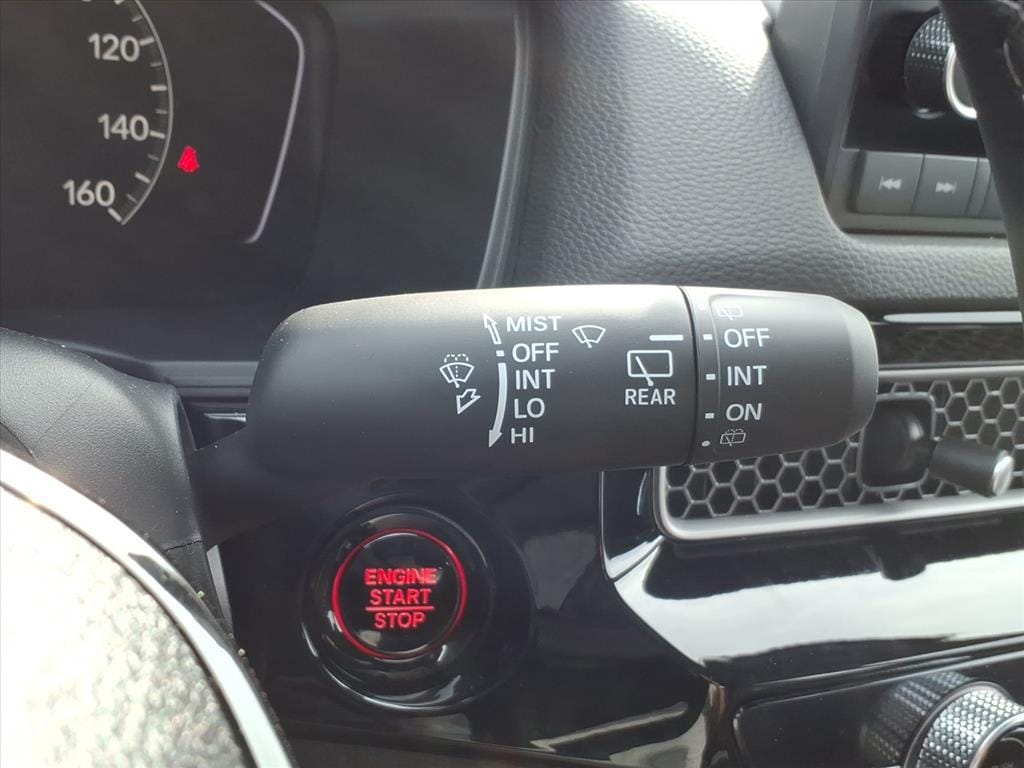 120
140
160
MIST
OFF
INT
LO
HI
REAR
OFF
INT
ON
ENGINE
START
STOP